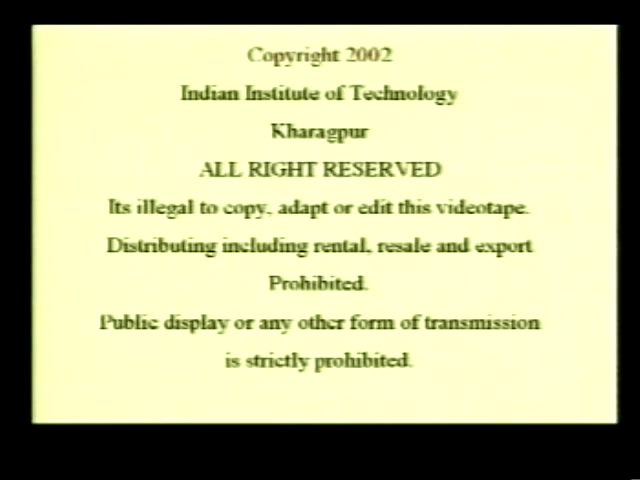 Copyright 2002
Indian Institute of Technology
Kharagpur
ALL RIGHT RESERVED
Its illegal to copy, adapt or edit this videotape.
Distributing including rental, resale and export
Prohibited.
Public display or any other form of transmission
is strictly prohibited.